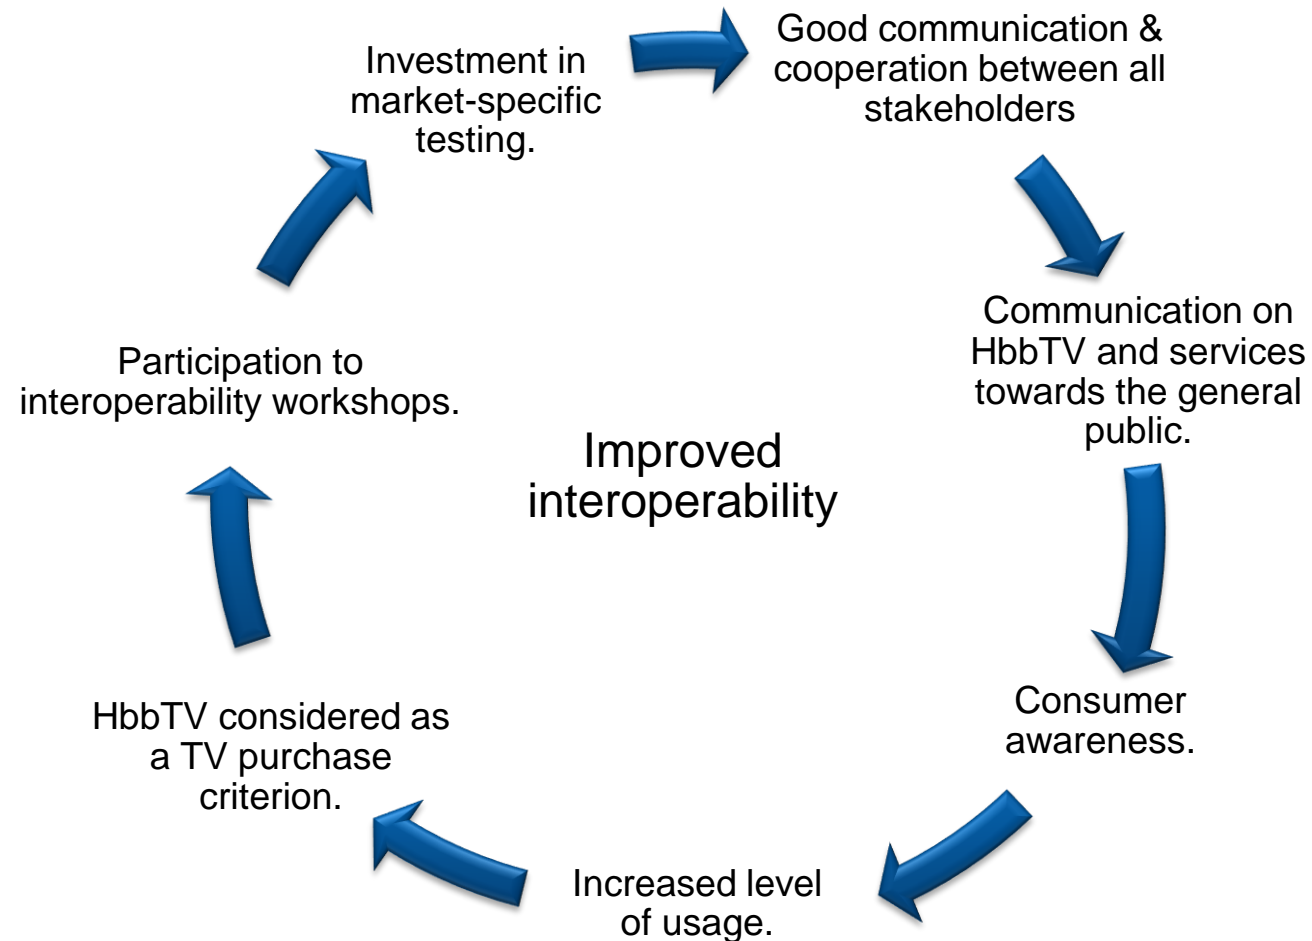 Good communication &
cooperation between all
stakeholders
Communication on
HbbTV and services
towards the general
public.
Consumer
awareness.
Increased level
of usage.
HbbTV considered as
a TV purchase
criterion.
Participation to
interoperability workshops.
Investment in
market-specific
testing.
Improved
interoperability